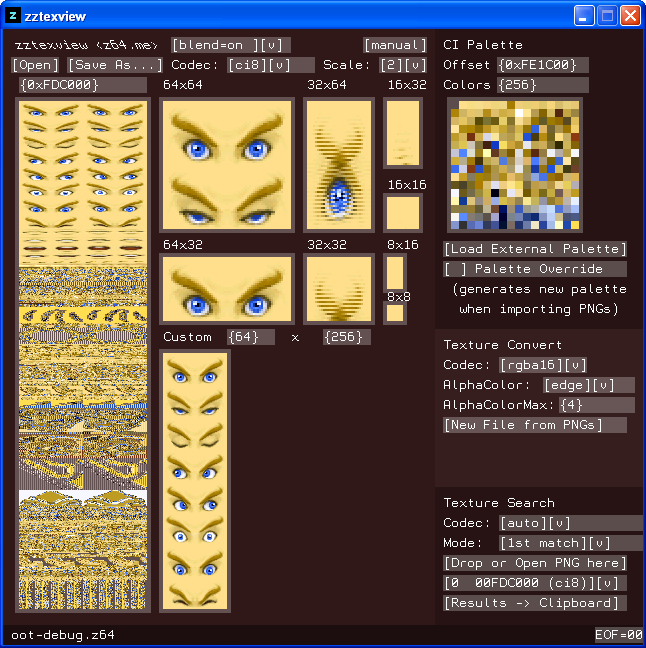 zztexview
zztexview <z64.me> [blend=on ][v] [manual]
[Open] [Save As...] Codec: [ci8][v] Scale: [2][v]
{0xFDC000} 64x64 32x64 16x32
16x16
64x32 32x32 8x16
8x8
Custom {64} x {256}
CI Palette
Offset {0xFE1C00}
Colors {256}
[Load External Palette]
[ ] Palette Override
(generates new palette
when importing PNGs)
Texture Convert
Codec: [rgba16][v]
AlphaColor: [edge][v]
AlphaColorMax: {4}
[New File from PNGs]
Texture Search
Codec: [auto][v]
Mode: [1st match][v]
[Drop or Open PNG here]
[0 00FDC000 (ci8)][v]
[Results -> Clipboard]
oot-debug.z64 EOF=00